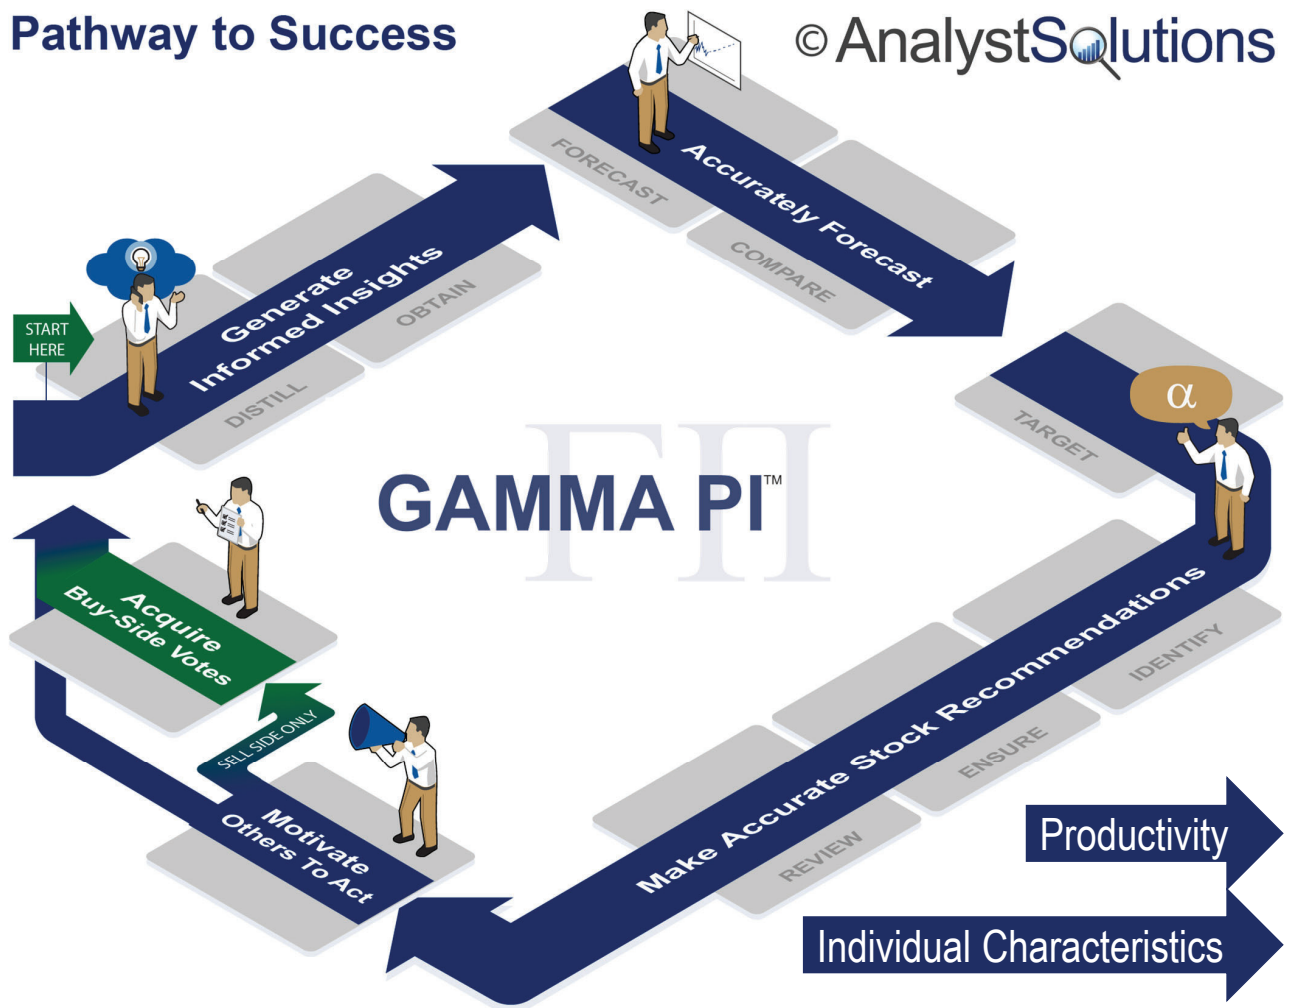 Pathway to Success
© AnalystSolutions
FORECAST
Accurately Forecast
COMPARE
START
HERE
Generate
Informed Insights
OBTAIN
DISTILL
α
TARGET
ΓΠ
GAMMA PI™
Acquire
Buy-Side Votes
SELL SIDE ONLY
Motivate
Others To Act
Make Accurate Stock Recommendations
IDENTIFY
ENSURE
REVIEW
Productivity
Individual Characteristics